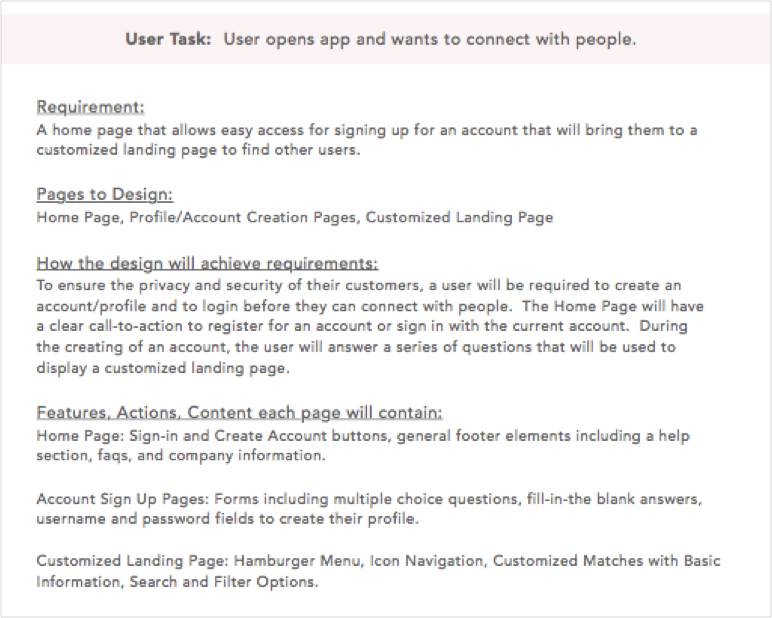 User Task: User opens app and wants to connect with people.
Requirement:
A home page that allows easy access for signing up for an account that will bring them to a
customized landing page to find other users.
Pages to Design:
Home Page, Profile/Account Creation Pages, Customized Landing Page
How the design will achieve requirements:
To ensure the privacy and security of their customers, a user will be required to create an
account/profile and to login before they can connect with people. The Home Page will have
a clear call-to-action to register for an account or sign in with the current account. During
the creating of an account, the user will answer a series of questions that will be used to
display a customized landing page.
Features, Actions, Content each page will contain:
Home Page: Sign-in and Create Account buttons, general footer elements including a help
section, faqs, and company information.
Account Sign Up Pages: Forms including multiple choice questions, fill-in-the blank answers,
username and password fields to create their profile.
Customized Landing Page: Hamburger Menu, Icon Navigation, Customized Matches with Basic
Information, Search and Filter Options.